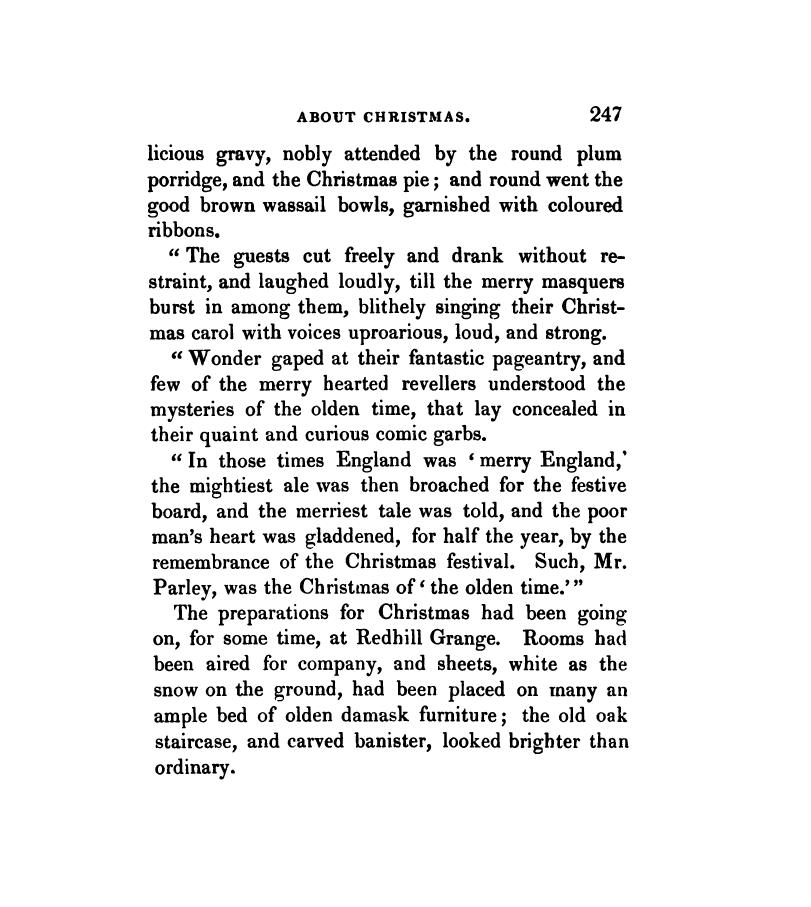 ABOUT CHRISTMAS. 247
licious gravy, nobly attended by the round plum
porridge, and the Christmas pie; and round went the
good brown wassail bowls, garnished with coloured
ribbons.
“ The guests cut freely and drank without re-
straint, and laughed loudly, till the merry masquers
burst in among them, blithely singing their Christ-
mas carol with voices uproarious, loud, and strong.
“ Wonder gaped at their fantastic pageantry, and
few of the merry hearted revellers understood the
mysteries of the olden time, that lay concealed in
their quaint and curious comic garbs.
“ In those times England was ‘ merry England,’
the mightiest ale was then broached for the festive
board, and the merriest tale was told, and the poor
man’s heart was gladdened, for half the year, by the
remembrance of the Christmas festival. Such, Mr.
Parley, was the Christmas of ‘ the olden time.’ ”
The preparations for Christmas had been going
on, for some time, at Redhill Grange. Rooms had
been aired for company, and sheets, white as the
snow on the ground, had been placed on many an
ample bed of olden damask furniture; the old oak
staircase, and carved banister, looked brighter than
ordinary.